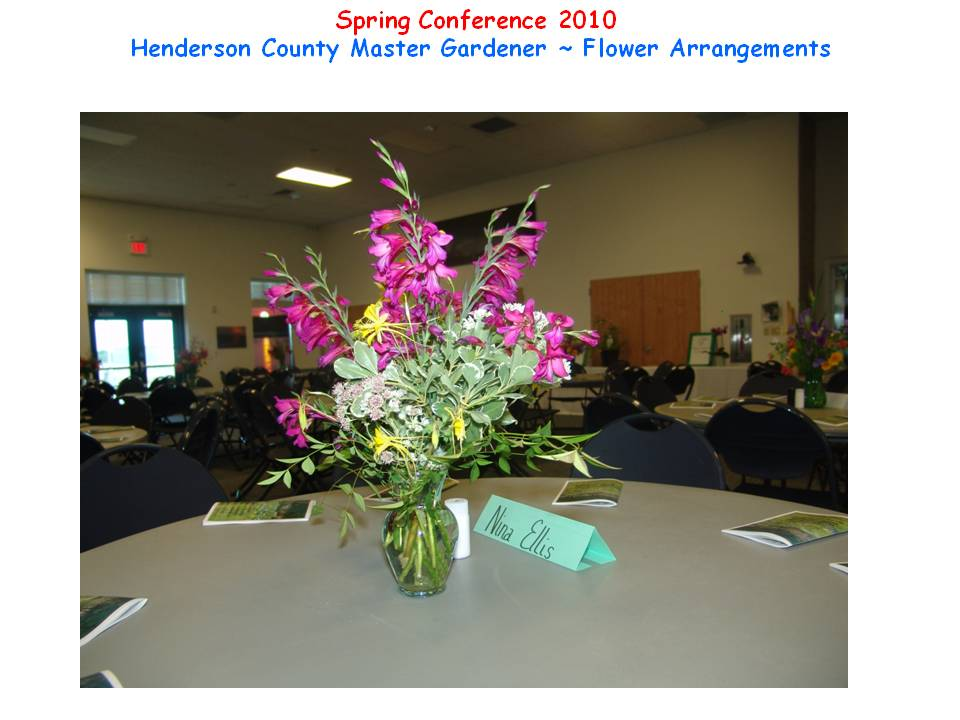 Spring Conference 2010
Henderson County Master Gardener ~ Flower Arrangements
Nina Ellis